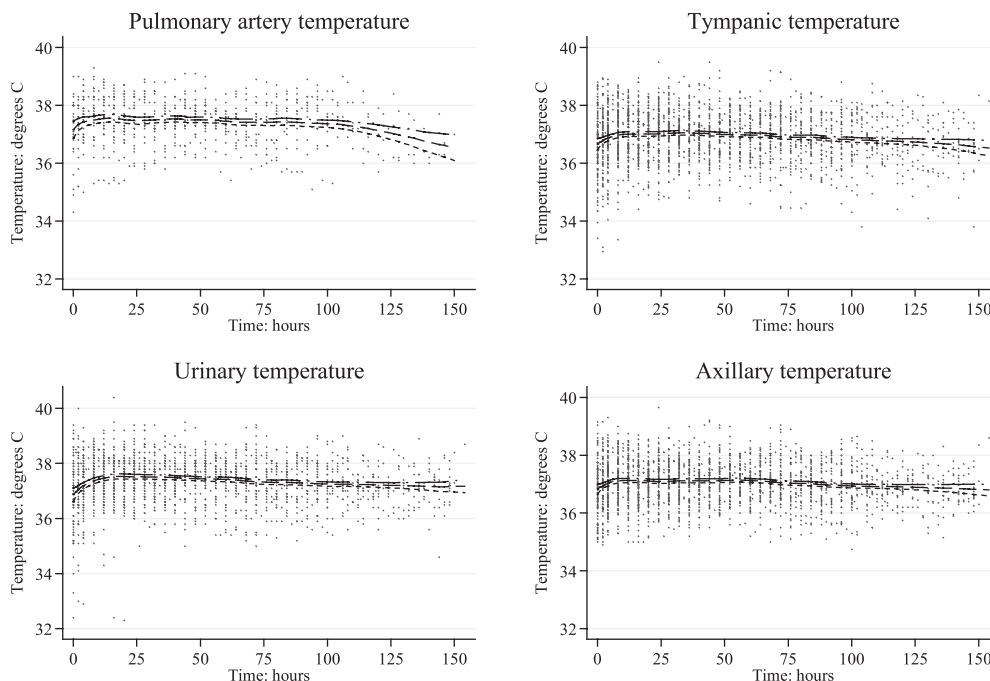 Pulmonary artery temperature
Temperature: degrees C
40
38
36
34
32
0 25 50 75 100 125 150
Time: hours
Tympanic temperature
Temperature: degrees C
40
38
36
34
32
0 25 50 75 100 125 150
Time: hours
Urinary temperature
Temperature: degrees C
40
38
36
34
32
0 25 50 75 100 125 150
Time: hours
Axillary temperature
Temperature: degrees C
40
38
36
34
32
0 25 50 75 100 125 150
Time: hours